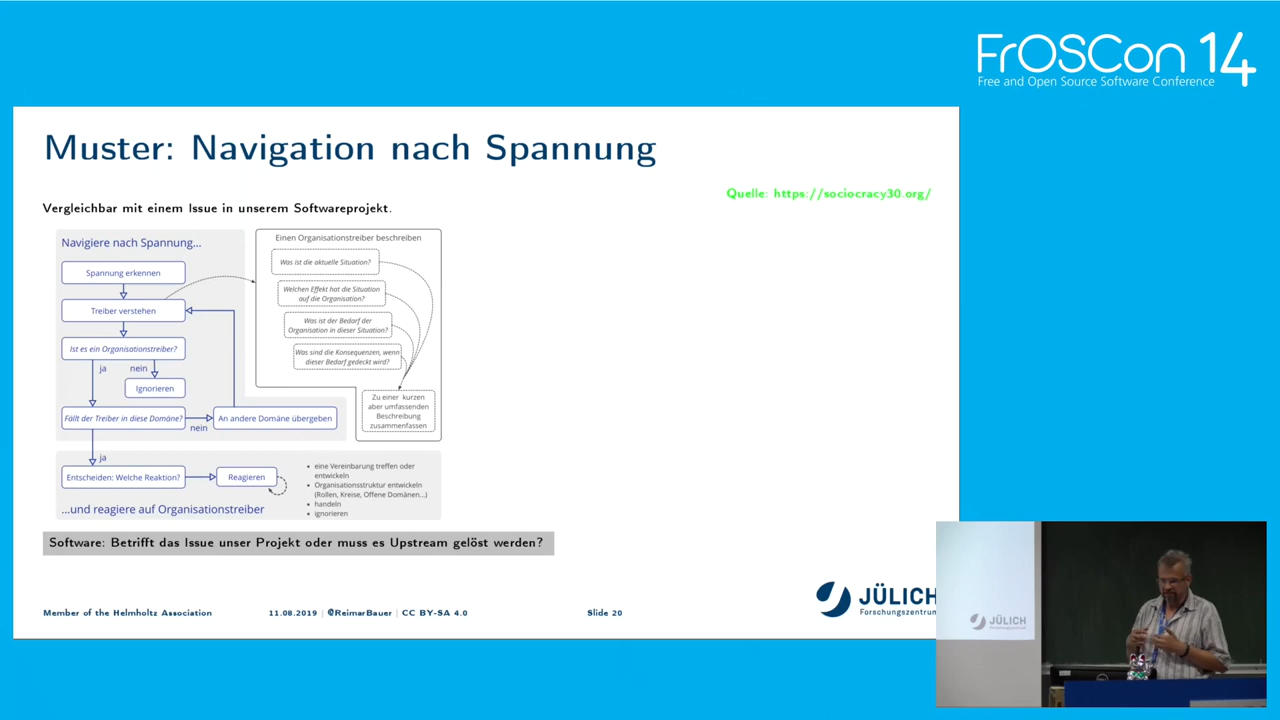 FrOSCon 14
Free and Open Source Software Conference
Muster: Navigation nach Spannung
Quelle: https://sociocracy30.org/
Vergleichbar mit einem Issue in unserem Softwareprojekt.
Navigiere nach Spannung...
Spannung erkennen
Treiber verstehen
Ist es ein Organisationstreiber?
ja
nein
Ignorieren
Fällt der Treiber in diese Domäne?
nein
An andere Domäne übergeben
ja
Einen Organisationstreiber beschreiben
Was ist die aktuelle Situation?
Welchen Effekt hat die Situation
auf die Organisation?
Was ist der Bedarf der
Organisation in dieser Situation?
Was sind die Konsequenzen, wenn
dieser Bedarf gedeckt wird?
Zu einer kurzen
aber umfassenden
Beschreibung
zusammenfassen
Entscheiden: Welche Reaktion?
Reagieren
• eine Vereinbarung treffen oder
entwickeln
• Organisationsstruktur entwickeln
(Rollen, Kreise, Offene Domänen...)
• handeln
• ignorieren
...und reagiere auf Organisationstreiber
Software: Betrifft das Issue unser Projekt oder muss es Upstream gelöst werden?
Member of the Helmholtz Association
11.08.2019 | @ReimarBauer | CC BY-SA 4.0
Slide 20
JÜLICH
Forschungszentrum
JÜLICH